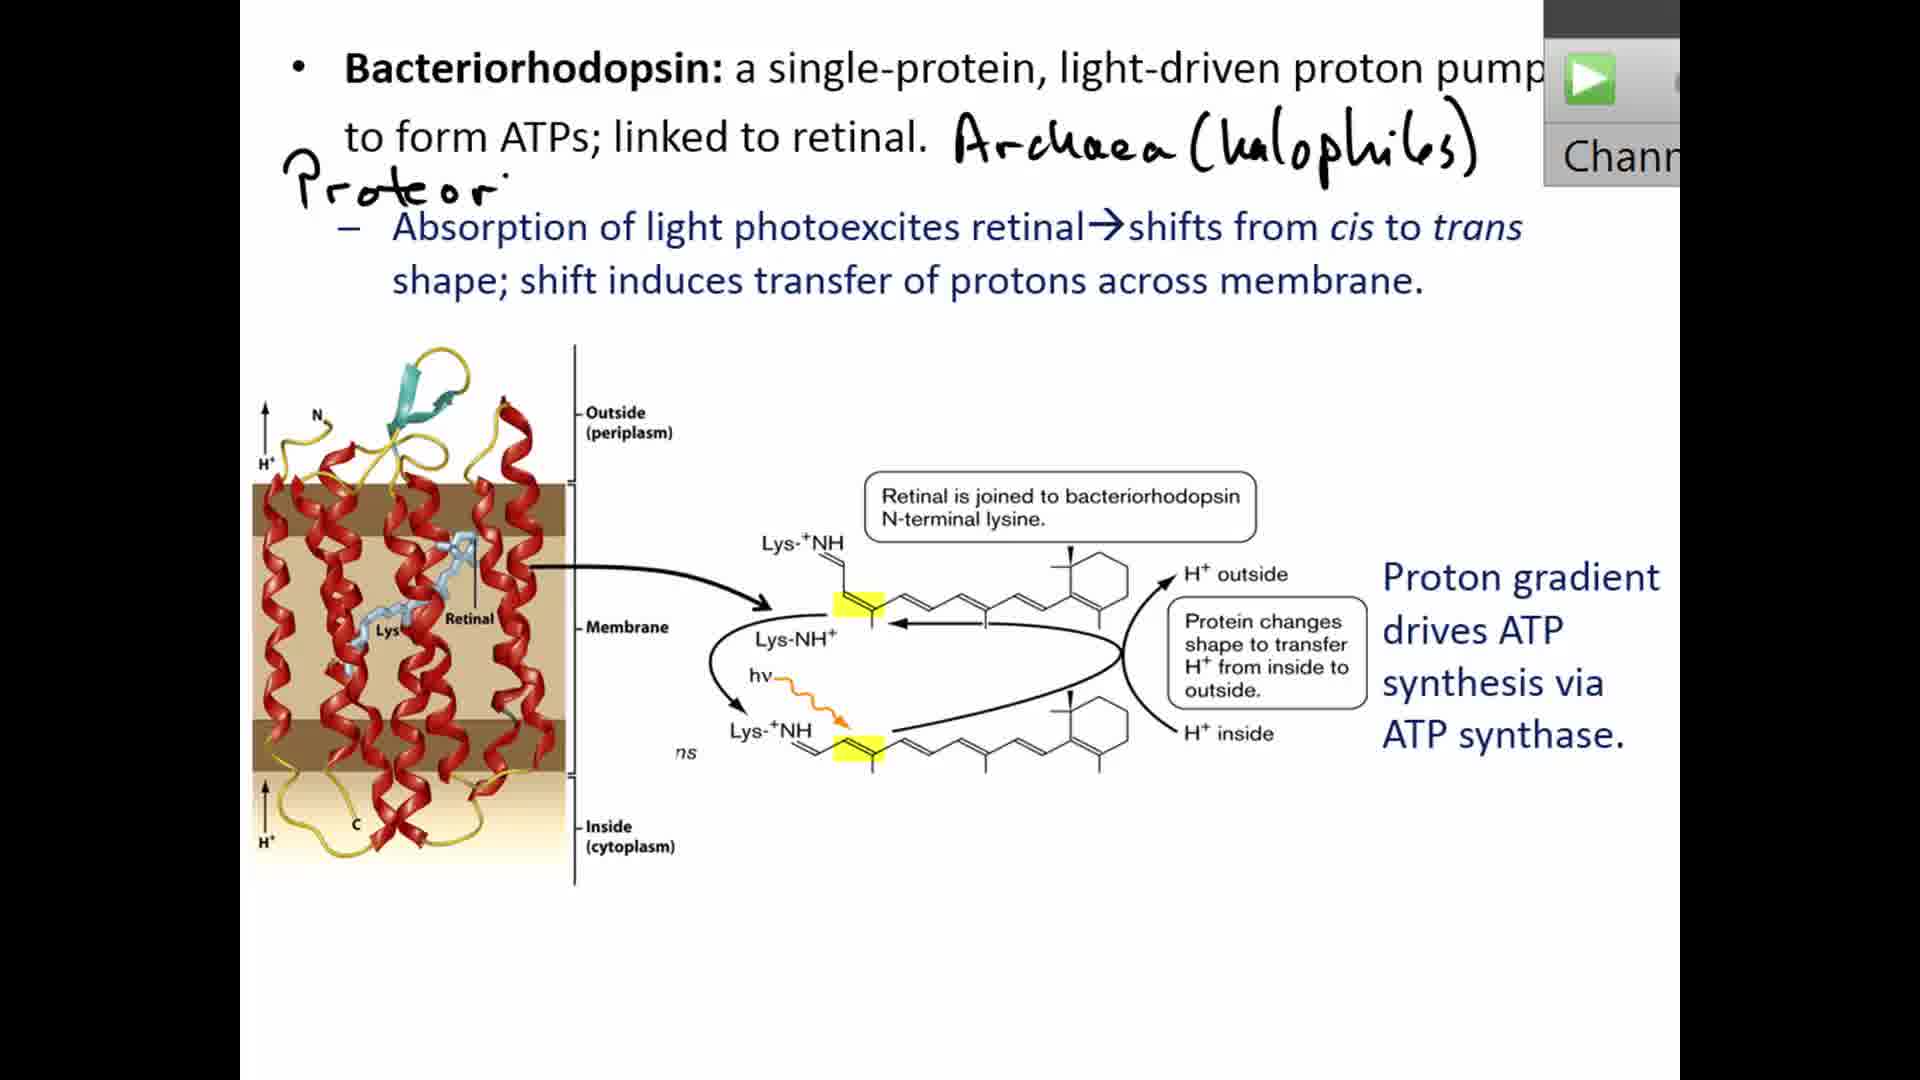 • Bacteriorhodopsin: a single-protein, light-driven proton pump
to form ATPs; linked to retinal. Archaea (halophiles)
Proteor
– Absorption of light photoexcites retinal→shifts from cis to trans
shape; shift induces transfer of protons across membrane.
Chann
N
H⁺
Outside
(periplasm)
Lys
Retinal
Membrane
C
H⁺
Inside
(cytoplasm)
Retinal is joined to bacteriorhodopsin
N-terminal lysine.
Lys-⁺NH
Lys-NH⁺
hν
Lys-⁺NH
ns
H⁺ outside
Protein changes
shape to transfer
H⁺ from inside to
outside.
H⁺ inside
Proton gradient
drives ATP
synthesis via
ATP synthase.